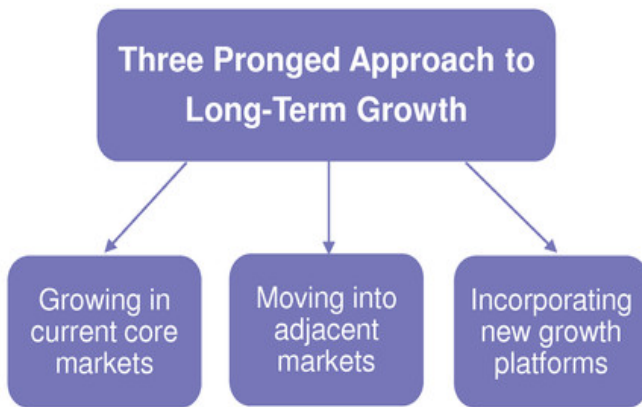 Three Pronged Approach to
Long-Term Growth
Growing in
current core
markets
Moving into
adjacent
markets
Incorporating
new growth
platforms